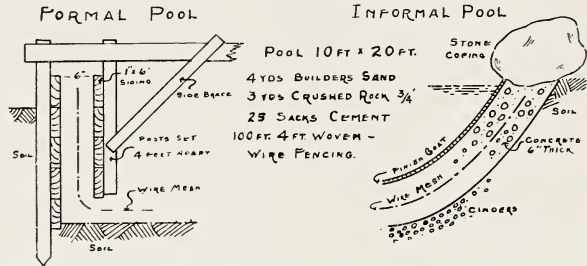 FORMAL POOL
6"
1" x 6"
SIDING
SIDE BRACE
SOIL
POSTS SET
4 FEET APART
WIRE MESH
SOIL
POOL 10 FT x 20 FT.
4 YDS BUILDERS SAND
3 YDS CRUSHED ROCK 3/4"
25 SACKS CEMENT
100 FT. 4 FT. WOVEN -
WIRE FENCING.
INFORMAL POOL
STONE
COPING
SOIL
CONCRETE
6" THICK
FINISH COAT
WIRE MESH
CINDERS